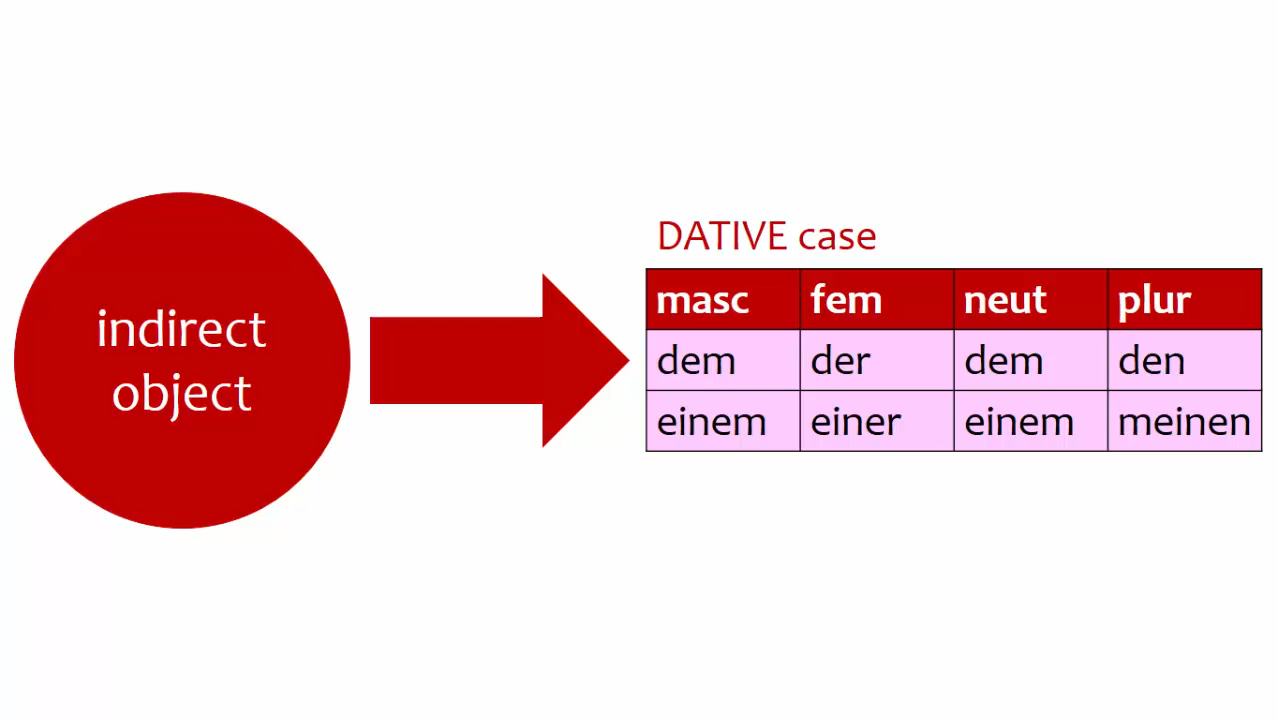 indirect
object
DATIVE case
masc fem neut plur
dem der dem den
einem einer einem meinen